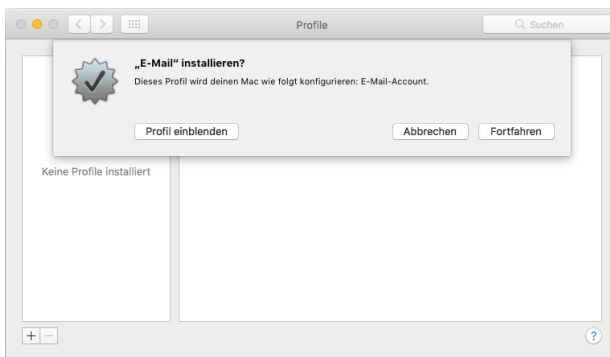 Profile
Suchen
„E-Mail“ installieren?
Dieses Profil wird deinen Mac wie folgt konfigurieren: E-Mail-Account.
Profil einblenden
Abbrechen
Fortfahren
Keine Profile installiert
+ −
?